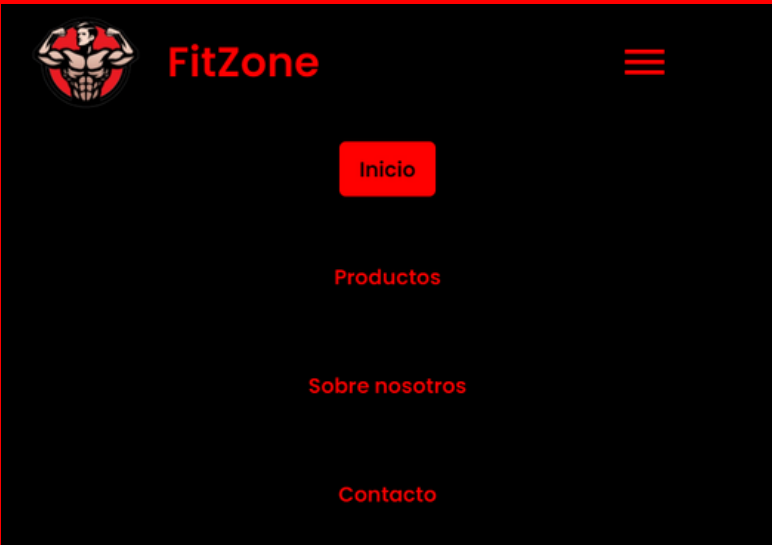 FitZone
Inicio
Productos
Sobre nosotros
Contacto